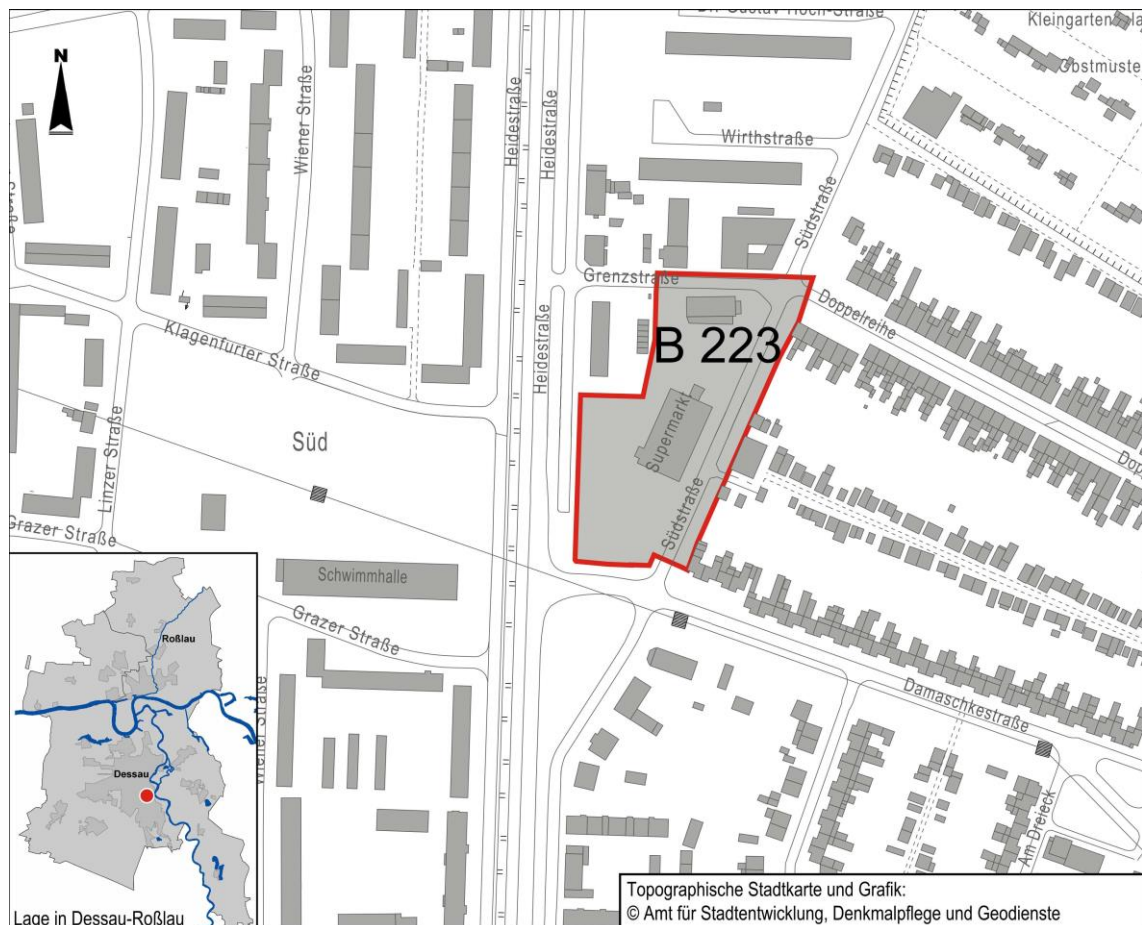 Dr.-Gustav-Hoch-Straße
Kleingarten
Obstmuste
N
Wiener Straße
Heidestraße
Heidestraße
Wirthstraße
Südstraße
Grenzstraße
Doppelreihe
B 223
Klagenfurter Straße
Heidestraße
Supermarkt
Süd
Linzer Straße
Südstraße
Grazer Straße
Schwimmhalle
Grazer Straße
Roßlau
Wiener Straße
Damaschkestraße
Dessau
Am Dreieck
Lage in Dessau-Roßlau
Topographische Stadtkarte und Grafik:
© Amt für Stadtentwicklung, Denkmalpflege und Geodienste